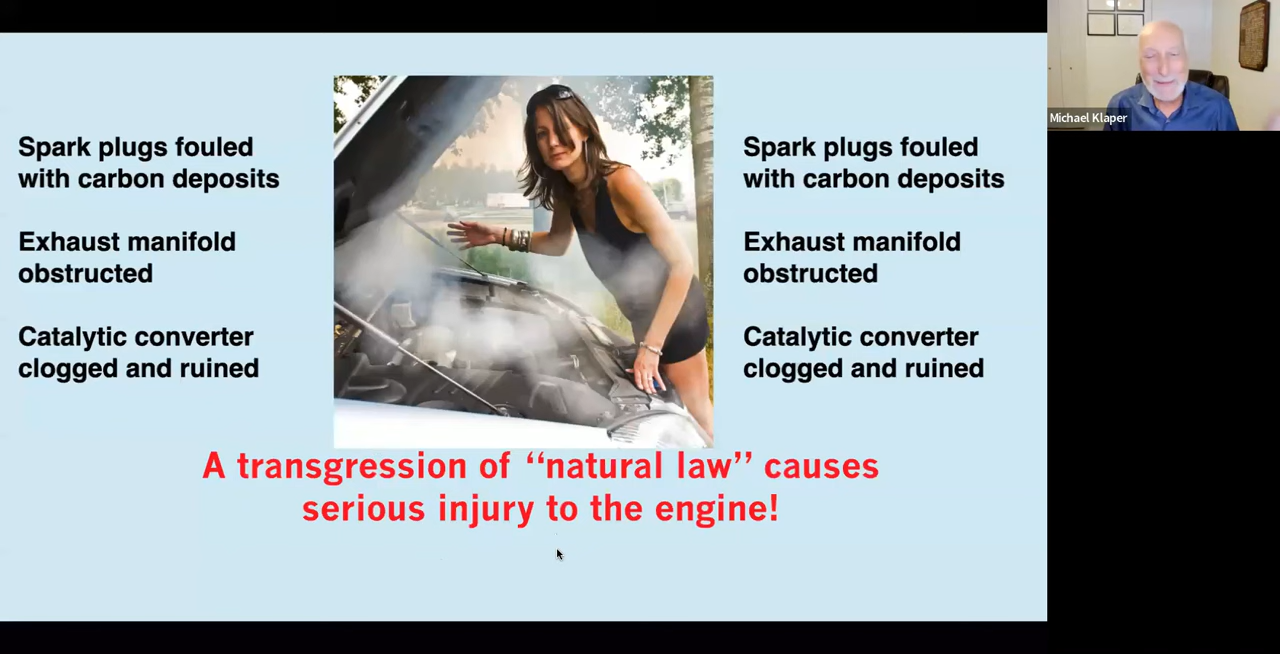 Spark plugs fouled
with carbon deposits
Exhaust manifold
obstructed
Catalytic converter
clogged and ruined
Spark plugs fouled
with carbon deposits
Exhaust manifold
obstructed
Catalytic converter
clogged and ruined
A transgression of “natural law” causes
serious injury to the engine!
Michael Klaper